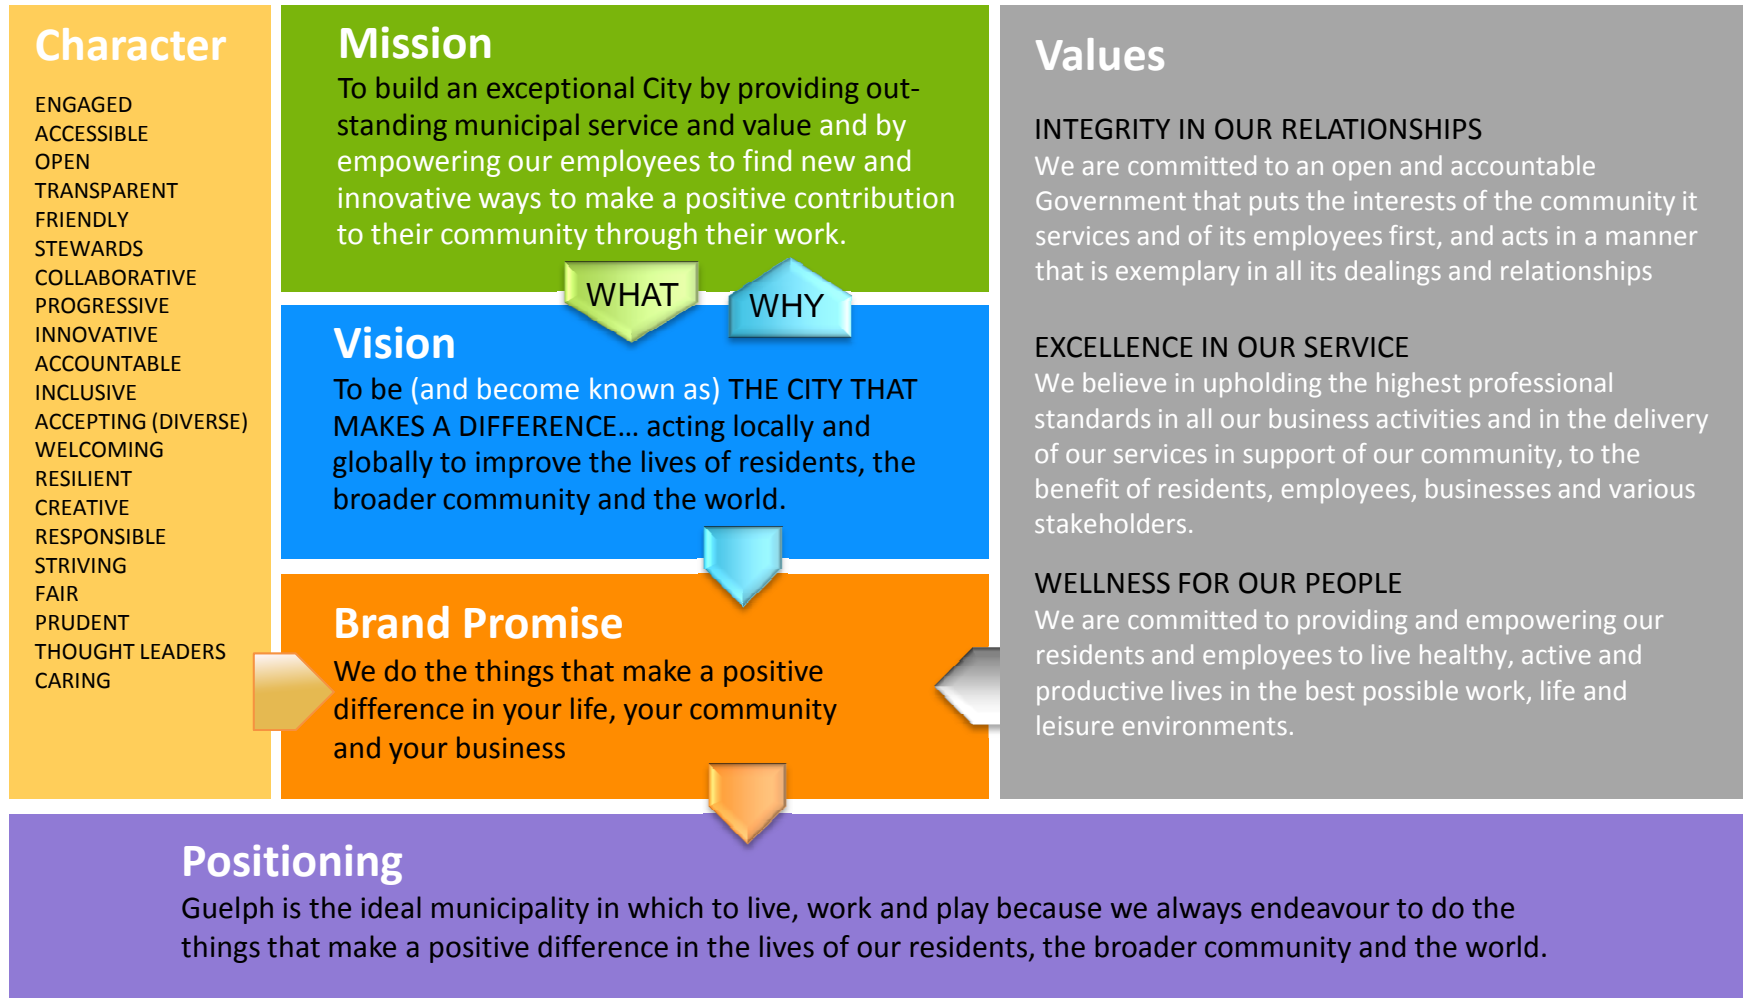 Character
ENGAGED
ACCESSIBLE
OPEN
TRANSPARENT
FRIENDLY
STEWARDS
COLLABORATIVE
PROGRESSIVE
INNOVATIVE
ACCOUNTABLE
INCLUSIVE
ACCEPTING (DIVERSE)
WELCOMING
RESILIENT
CREATIVE
RESPONSIBLE
STRIVING
FAIR
PRUDENT
THOUGHT LEADERS
CARING
Mission
To build an exceptional City by providing out-
standing municipal service and value and by
empowering our employees to find new and
innovative ways to make a positive contribution
to their community through their work.
WHAT
WHY
Vision
To be (and become known as) THE CITY THAT
MAKES A DIFFERENCE... acting locally and
globally to improve the lives of residents, the
broader community and the world.
Brand Promise
We do the things that make a positive
difference in your life, your community
and your business
Values
INTEGRITY IN OUR RELATIONSHIPS
We are committed to an open and accountable
Government that puts the interests of the community it
services and of its employees first, and acts in a manner
that is exemplary in all its dealings and relationships
EXCELLENCE IN OUR SERVICE
We believe in upholding the highest professional
standards in all our business activities and in the delivery
of our services in support of our community, to the
benefit of residents, employees, businesses and various
stakeholders.
WELLNESS FOR OUR PEOPLE
We are committed to providing and empowering our
residents and employees to live healthy, active and
productive lives in the best possible work, life and
leisure environments.
Positioning
Guelph is the ideal municipality in which to live, work and play because we always endeavour to do the
things that make a positive difference in the lives of our residents, the broader community and the world.